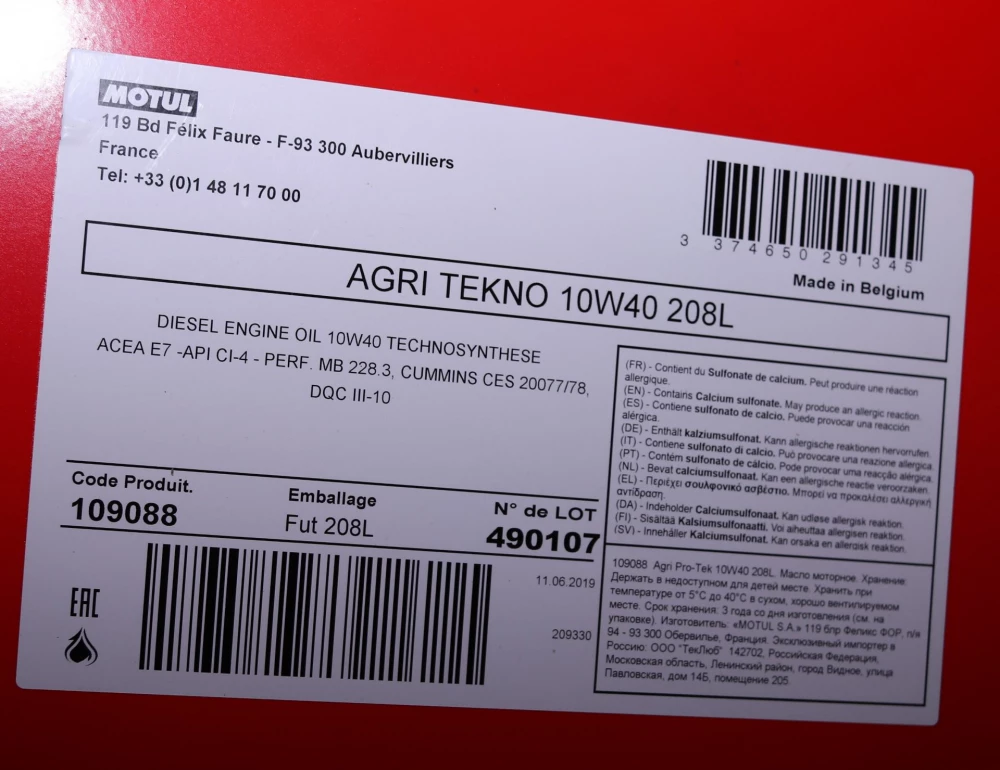 MOTUL
119 Bd Félix Faure - F-93 300 Aubervilliers
France
Tel: +33 (0)1 48 11 70 00
3 374650 291345
Made in Belgium
AGRI TEKNO 10W40 208L
DIESEL ENGINE OIL 10W40 TECHNOSYNTHESE
ACEA E7 -API CI-4 - PERF. MB 228.3, CUMMINS CES 20077/78,
DQC III-10
(FR) - Contient du Sulfonate de calcium. Peut produire une réaction
allergique.
(EN) - Contains Calcium sulfonate. May produce an allergic reaction.
(ES) - Contiene sulfonato de calcio. Puede provocar una reacción
alérgica.
(DE) - Enthält kalziumsulfonat. Kann allergische reaktionen hervorrufen.
(IT) - Contiene sulfonato di calcio. Può provocare una reazione allergica.
(PT) - Contém sulfonato de cálcio. Pode provocar uma reacção alérgica.
(NL) - Bevat calciumsulfonaat. Kan een allergische reactie veroorzaken.
(EL) - Περιέχει σουλφονικό ασβέστιο. Μπορεί να προκαλέσει αλλεργική
αντίδραση.
(DA) - Indeholder Calciumsulfonaat. Kan udløse allergisk reaktion.
(FI) - Sisältää Kalsiumsulfonaatti. Voi aiheuttaa allergisen reaktion.
(SV) - Innehåller Kalciumsulfonat. Kan orsaka en allergisk reaktion.
Code Produit.
109088
Emballage
Fut 208L
N° de LOT
490107
11.06.2019
209330
EAC
109088 Agri Pro-Tek 10W40 208L. Масло моторное. Хранение:
Держать в недоступном для детей месте. Хранить при
температуре от 5°C до 40°C в сухом, хорошо вентилируемом
месте. Срок хранения: 3 года со дня изготовления (см. на
упаковке). Изготовитель: «MOTUL S.A.» 119 блр Феликс ФОР, п/я
94 - 93 300 Обервилье, Франция. Эксклюзивный импортер в
Россию: ООО "ТекЛюб" 142702, Российская Федерация,
Московская область, Ленинский район, город Видное, улица
Павловская, дом 14Б, помещение 205.